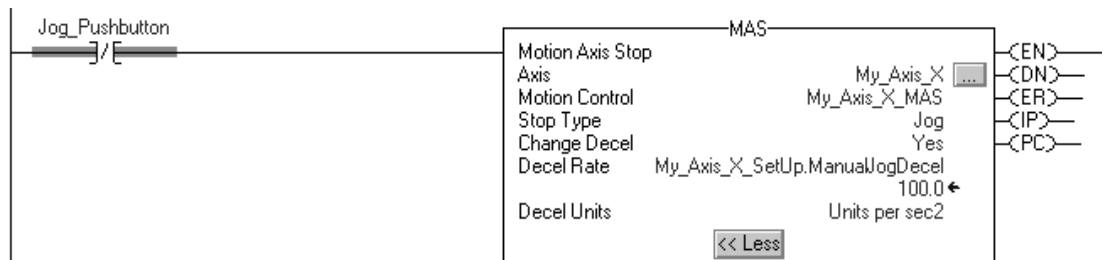 Jog_Pushbutton
MAS
Motion Axis Stop
Axis My_Axis_X ...
Motion Control My_Axis_X_MAS
Stop Type Jog
Change Decel Yes
Decel Rate My_Axis_X_SetUp.ManualJogDecel
100.0
Decel Units Units per sec2
<< Less
EN
DN
ER
IP
PC